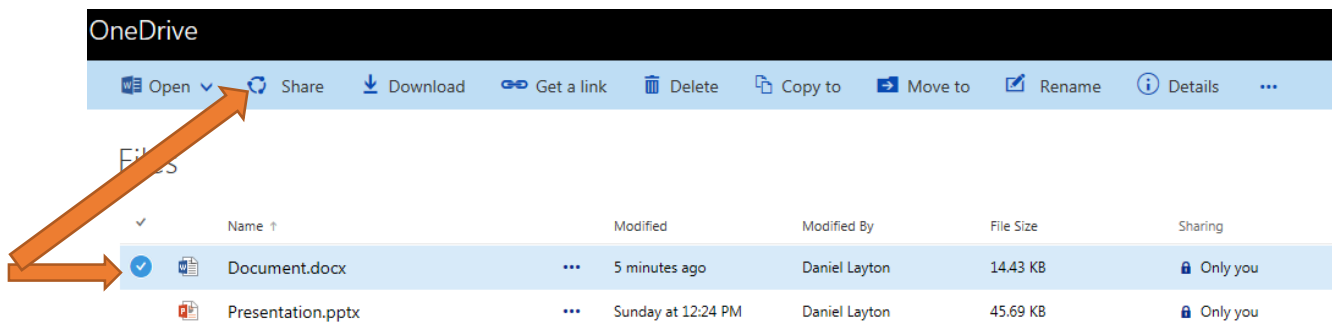 OneDrive
Open Share Download Get a link Delete Copy to Move to Rename Details ...
Files
Name ↑ Modified Modified By File Size Sharing
Document.docx ... 5 minutes ago Daniel Layton 14.43 KB Only you
Presentation.pptx ... Sunday at 12:24 PM Daniel Layton 45.69 KB Only you